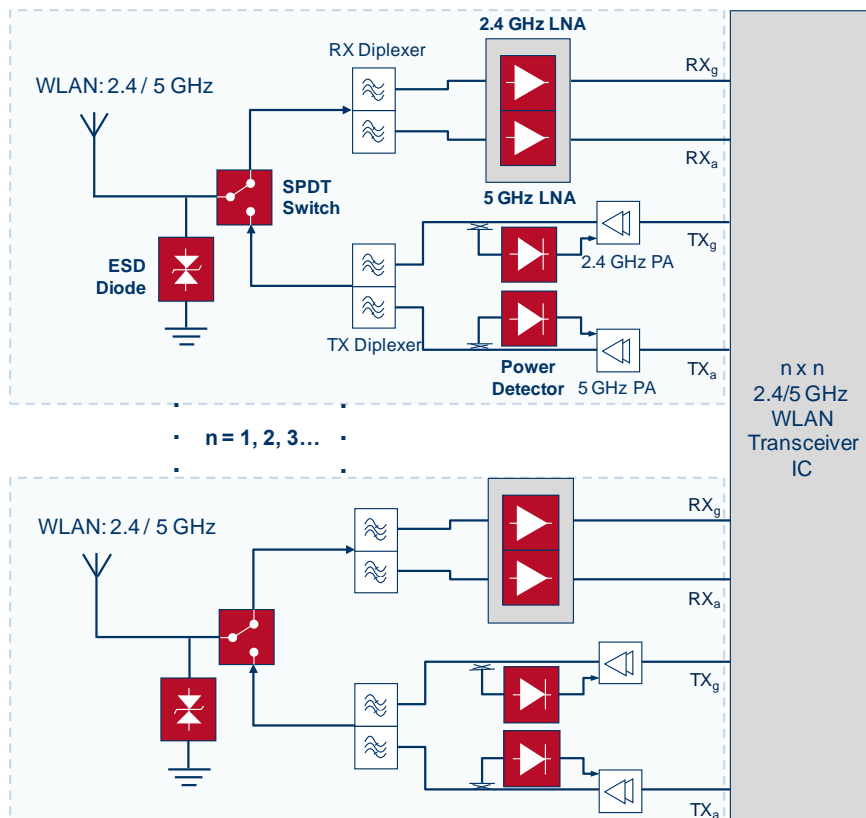 2.4 GHz LNA
RX Diplexer
WLAN: 2.4 / 5 GHz
RXg
RXa
SPDT
Switch
5 GHz LNA
TXg
2.4 GHz PA
ESD
Diode
TX Diplexer
Power
Detector
5 GHz PA
TXa
n x n
2.4/5 GHz
WLAN
Transceiver
IC
n = 1, 2, 3...
WLAN: 2.4 / 5 GHz
RXg
RXa
TXg
TXa